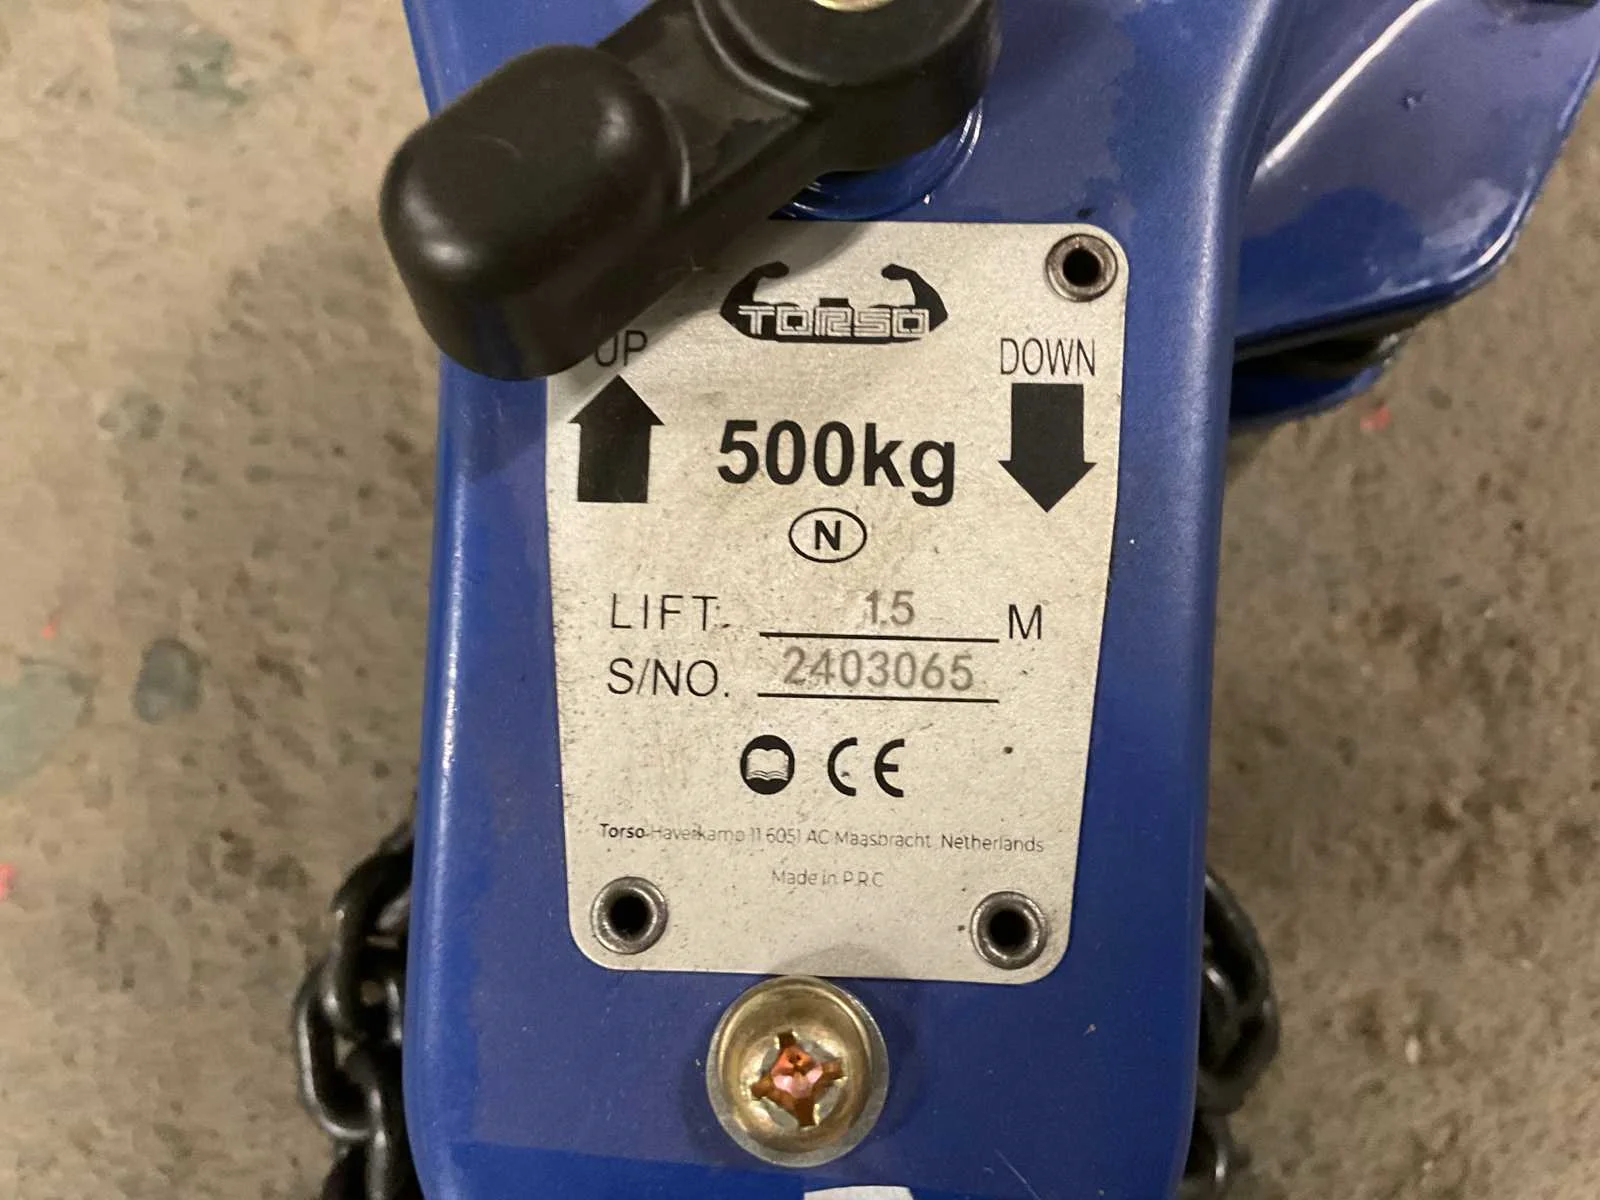 TORSO
UP
DOWN
500kg
N
LIFT. 1.5 M
S/NO. 2403065
CE
Torso Haverkamp 11 6051 AC Maasbracht Netherlands
Made in P.R.C